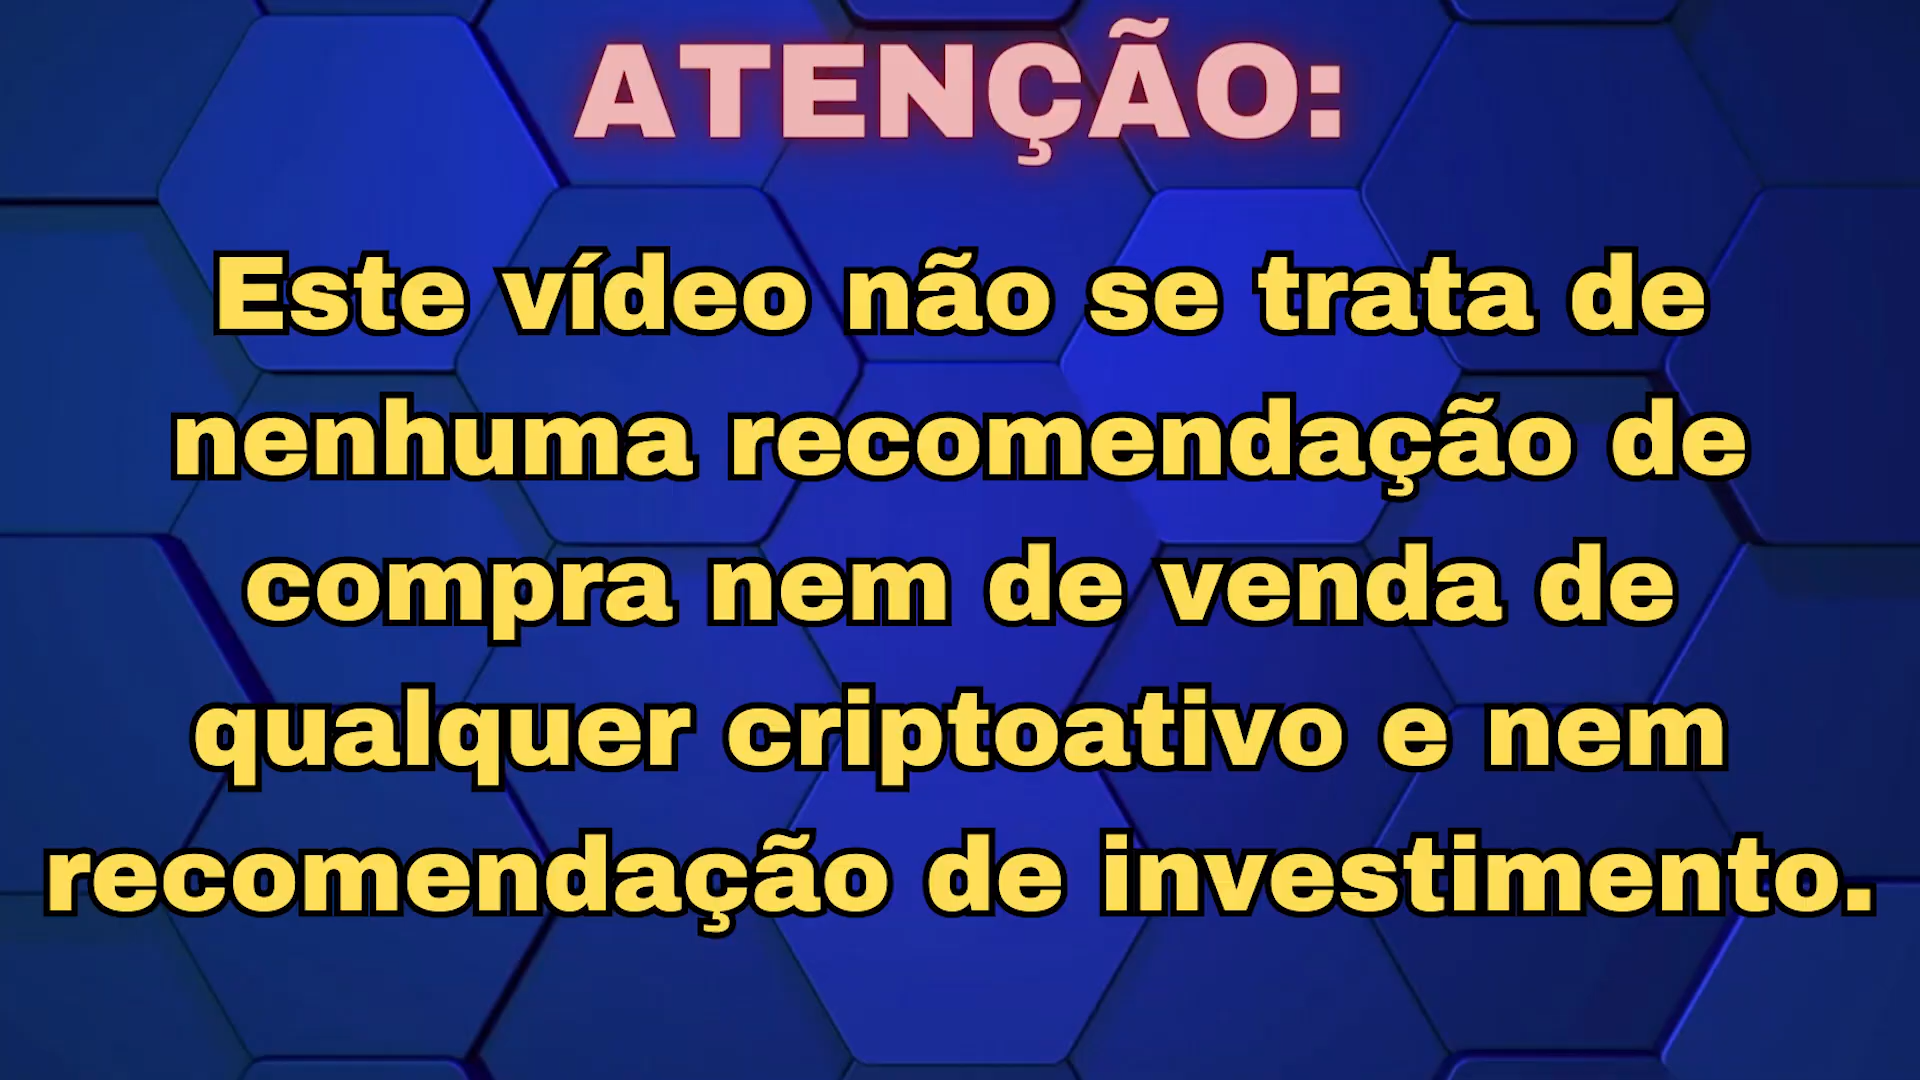 ATENÇÃO:
Este vídeo não se trata de
nenhuma recomendação de
compra nem de venda de
qualquer criptoativo e nem
recomendação de investimento.